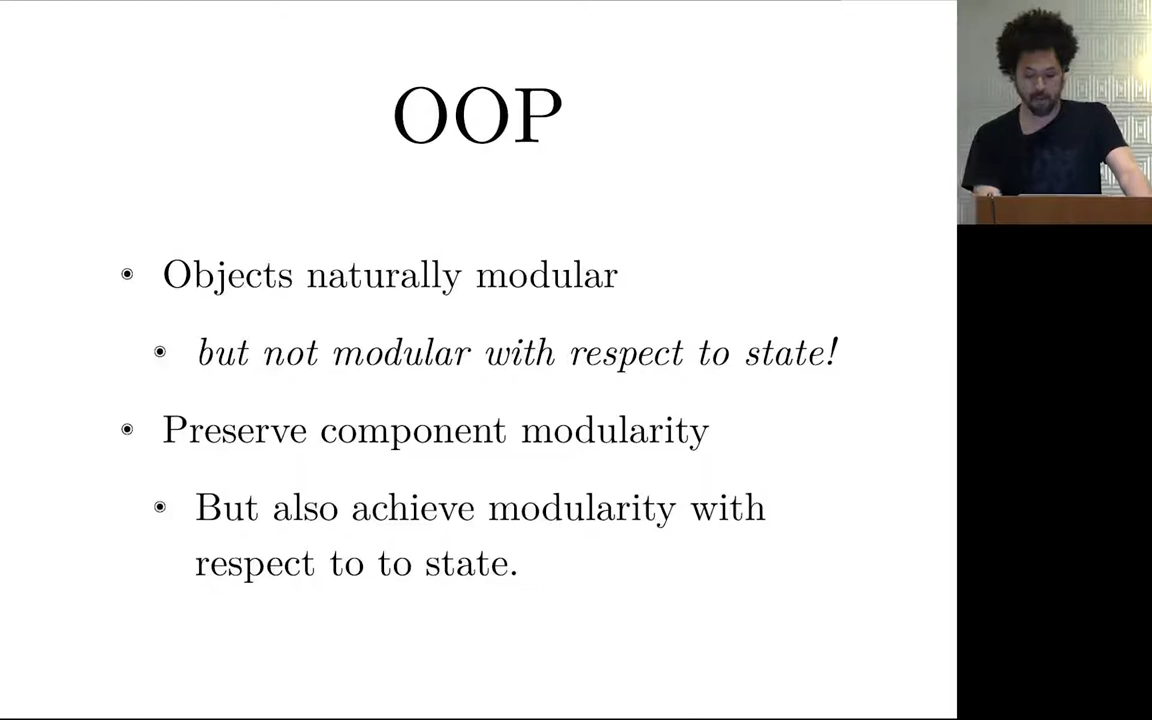 OOP
Objects naturally modular
but not modular with respect to state!
Preserve component modularity
But also achieve modularity with
respect to to state.